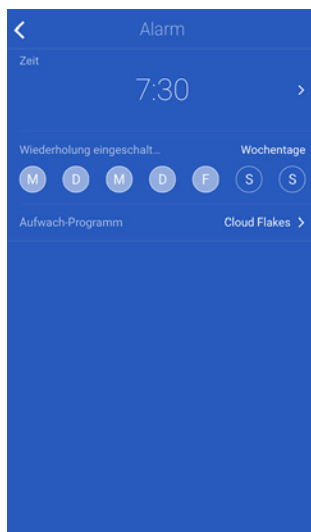 Alarm
Zeit
7:30
Wiederholung eingeschalt... Wochentage
M D M D F S S
Aufwach-Programm Cloud Flakes